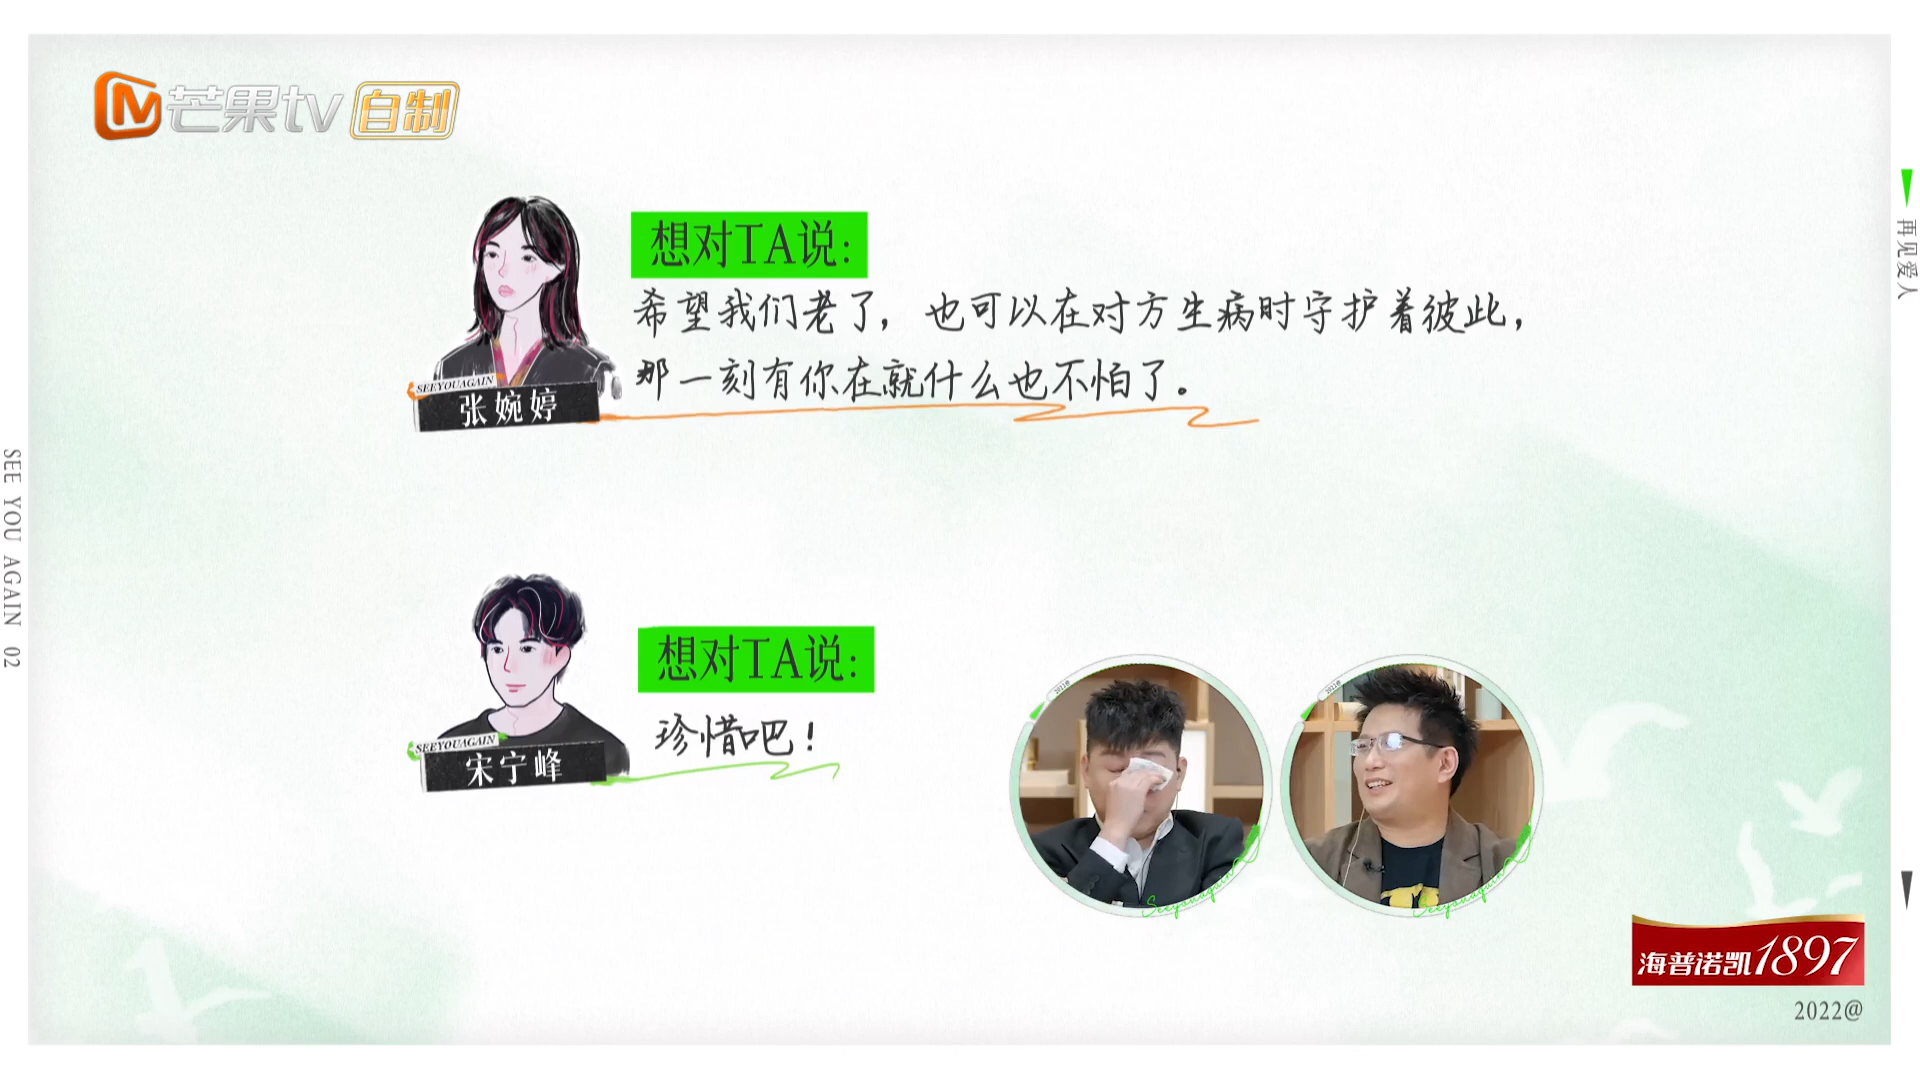 芒果tv 自制
想对TA说:
希望我们老了，也可以在对方生病时守护着彼此，
那一刻有你在就什么也不怕了。
SEEYOUAGAIN
张婉婷
再见爱人
SEE YOU AGAIN 02
想对TA说:
珍惜吧！
SEEYOUAGAIN
宋宁峰
2022@
2022@
Seeyouagain
Seeyouagain
海普诺凯1897
2022@